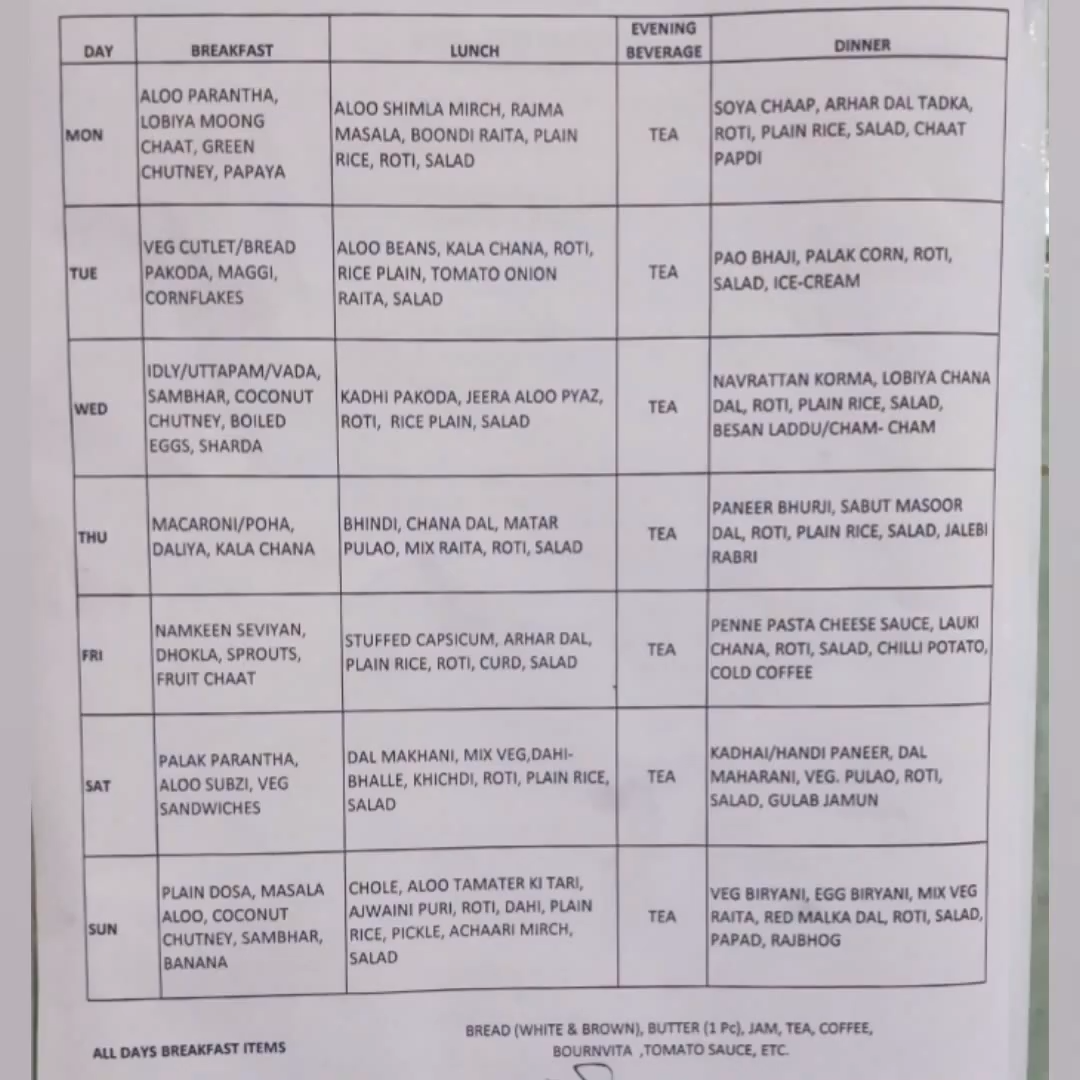 DAY BREAKFAST LUNCH EVENING BEVERAGE DINNER
MON
ALOO PARANTHA,
LOBIYA MOONG
CHAAT, GREEN
CHUTNEY, PAPAYA
ALOO SHIMLA MIRCH, RAJMA
MASALA, BOONDI RAITA, PLAIN
RICE, ROTI, SALAD
TEA
SOYA CHAAP, ARHAR DAL TADKA,
ROTI, PLAIN RICE, SALAD, CHAAT
PAPDI
TUE
VEG CUTLET/BREAD
PAKODA, MAGGI,
CORNFLAKES
ALOO BEANS, KALA CHANA, ROTI,
RICE PLAIN, TOMATO ONION
RAITA, SALAD
TEA
PAO BHAJI, PALAK CORN, ROTI,
SALAD, ICE-CREAM
WED
IDLY/UTTAPAM/VADA,
SAMBHAR, COCONUT
CHUTNEY, BOILED
EGGS, SHARDA
KADHI PAKODA, JEERA ALOO PYAZ,
ROTI, RICE PLAIN, SALAD
TEA
NAVRATTAN KORMA, LOBIYA CHANA
DAL, ROTI, PLAIN RICE, SALAD,
BESAN LADDU/CHAM- CHAM
THU
MACARONI/POHA,
DALIYA, KALA CHANA
BHINDI, CHANA DAL, MATAR
PULAO, MIX RAITA, ROTI, SALAD
TEA
PANEER BHURJI, SABUT MASOOR
DAL, ROTI, PLAIN RICE, SALAD, JALEBI
RABRI
FRI
NAMKEEN SEVIYAN,
DHOKLA, SPROUTS,
FRUIT CHAAT
STUFFED CAPSICUM, ARHAR DAL,
PLAIN RICE, ROTI, CURD, SALAD
TEA
PENNE PASTA CHEESE SAUCE, LAUKI
CHANA, ROTI, SALAD, CHILLI POTATO,
COLD COFFEE
SAT
PALAK PARANTHA,
ALOO SUBZI, VEG
SANDWICHES
DAL MAKHANI, MIX VEG,DAHI-
BHALLE, KHICHDI, ROTI, PLAIN RICE,
SALAD
TEA
KADHAI/HANDI PANEER, DAL
MAHARANI, VEG. PULAO, ROTI,
SALAD, GULAB JAMUN
SUN
PLAIN DOSA, MASALA
ALOO, COCONUT
CHUTNEY, SAMBHAR,
BANANA
CHOLE, ALOO TAMATER KI TARI,
AJWAINI PURI, ROTI, DAHI, PLAIN
RICE, PICKLE, ACHAARI MIRCH,
SALAD
TEA
VEG BIRYANI, EGG BIRYANI, MIX VEG
RAITA, RED MALKA DAL, ROTI, SALAD,
PAPAD, RAJBHOG
ALL DAYS BREAKFAST ITEMS
BREAD (WHITE & BROWN), BUTTER (1 Pc), JAM, TEA, COFFEE,
BOURNVITA ,TOMATO SAUCE, ETC.